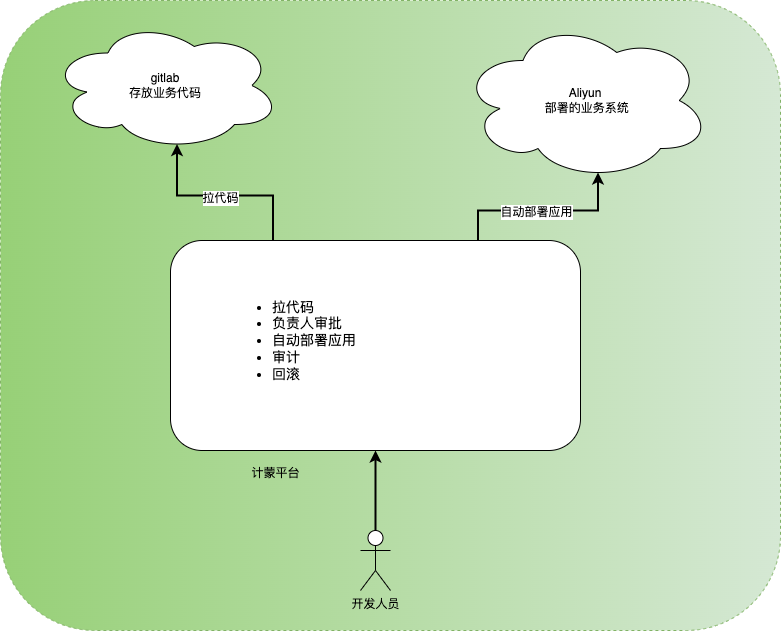 gitlab
存放业务代码
Aliyun
部署的业务系统
拉代码
自动部署应用
拉代码
负责人审批
自动部署应用
审计
回滚
计蒙平台
开发人员